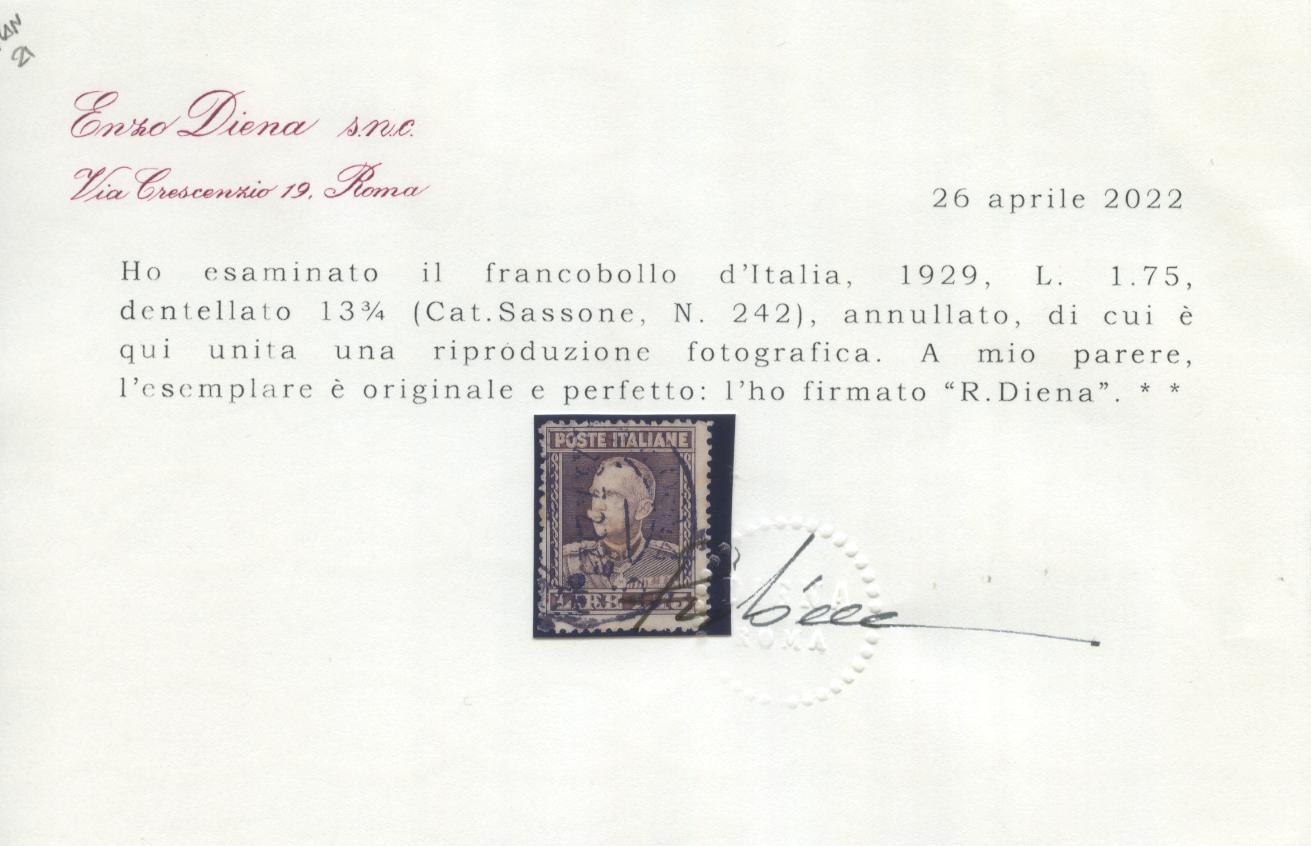 Enzo Diena s.n.c.
Via Crescenzio 19, Roma
26 aprile 2022
Ho esaminato il francobollo d'Italia, 1929, L. 1.75,
dentellato 13¾ (Cat.Sassone, N. 242), annullato, di cui è
qui unita una riproduzione fotografica. A mio parere,
l'esemplare è originale e perfetto: l'ho firmato “R.Diena”. * *
POSTE ITALIANE